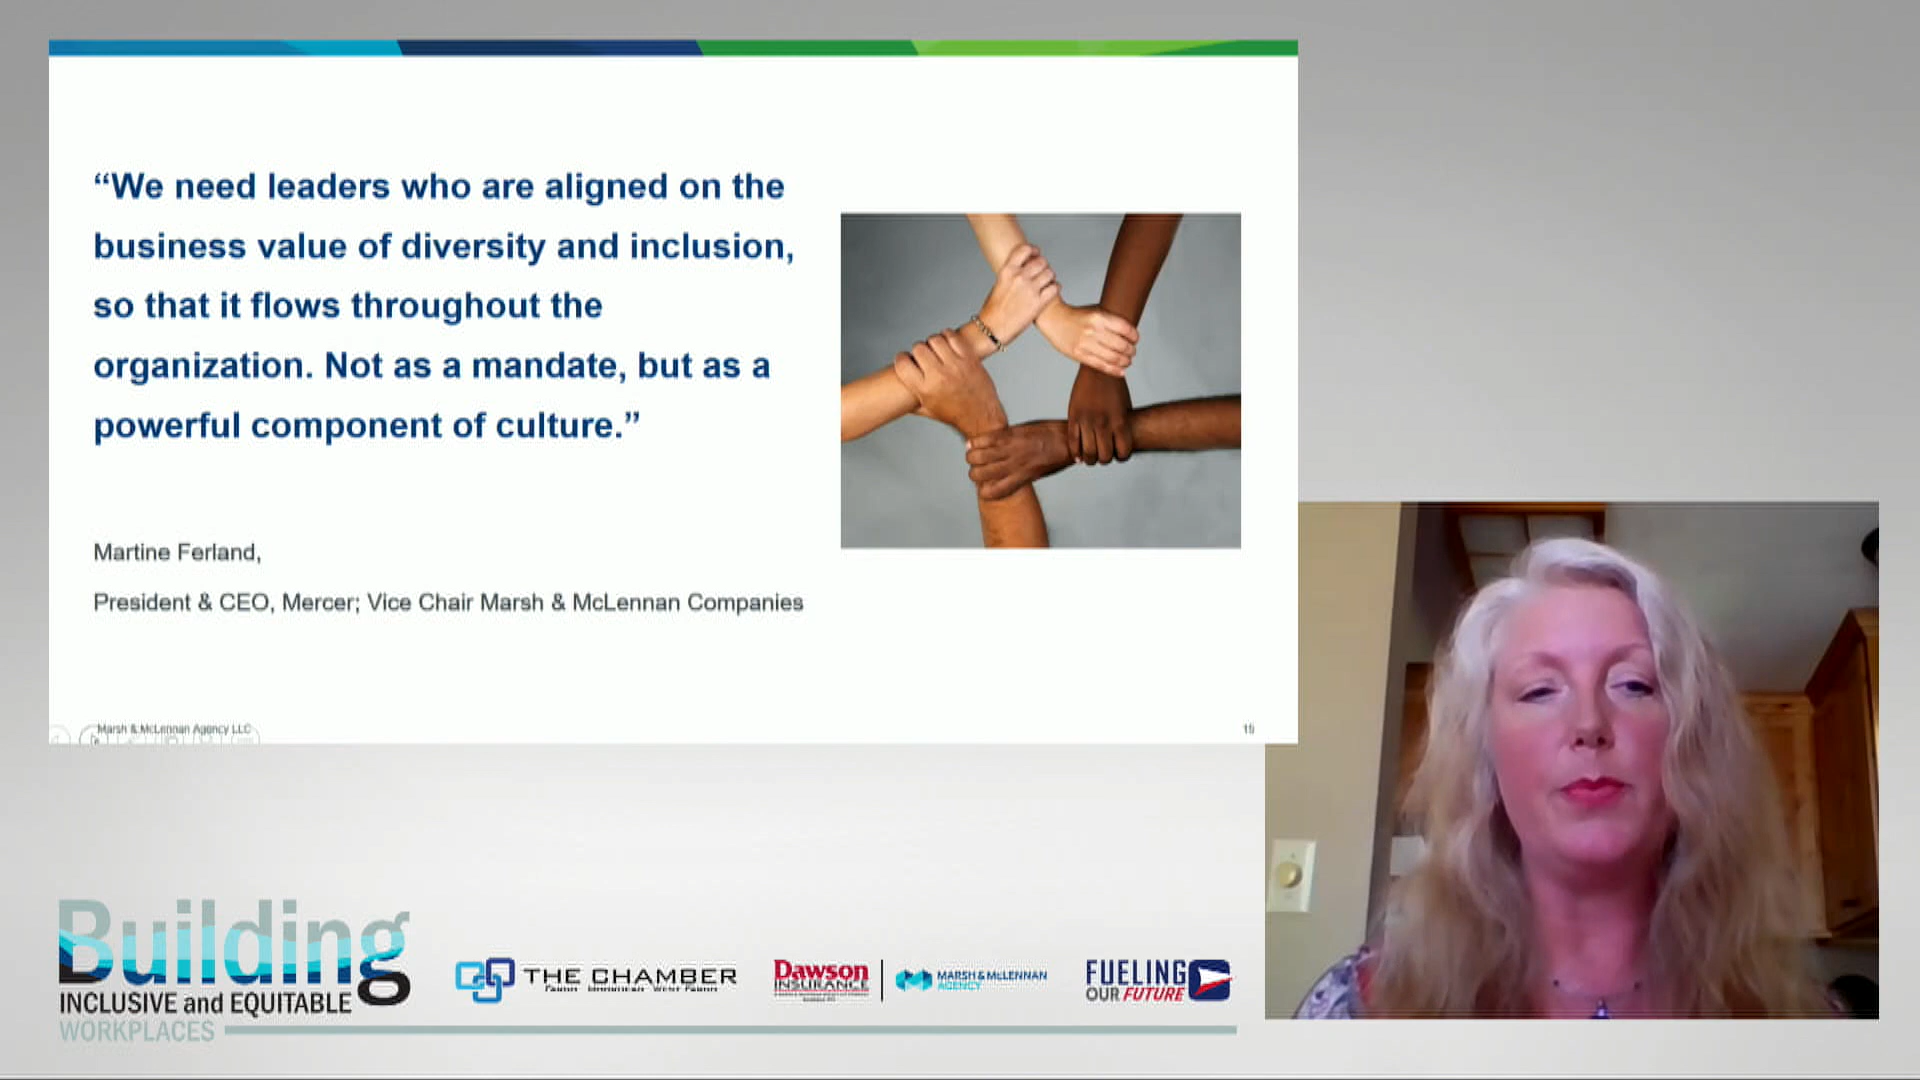 “We need leaders who are aligned on the
business value of diversity and inclusion,
so that it flows throughout the
organization. Not as a mandate, but as a
powerful component of culture.”
Martine Ferland,
President & CEO, Mercer; Vice Chair Marsh & McLennan Companies
Marsh & McLennan Agency LLC
15
Building
INCLUSIVE and EQUITABLE
WORKPLACES
THE CHAMBER
Dawson
INSURANCE
MARSH & McLENNAN
AGENCY
FUELING
OUR FUTURE